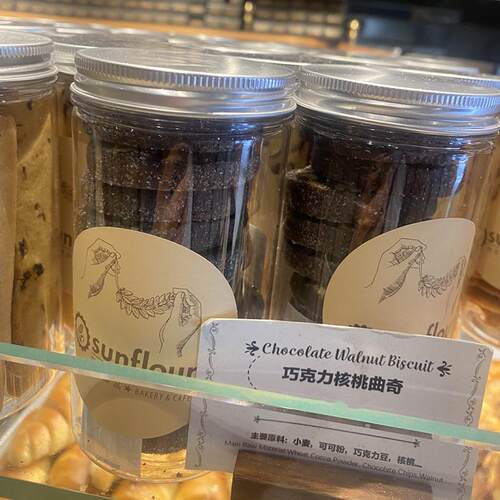 sunflour
BAKERY & CAFE
flour
Chocolate Walnut Biscuit
巧克力核桃曲奇
主要原料：小麦，可可粉，巧克力豆，核桃
Main Raw Material Wheat, Cocoa Powder, Chocolate Chips, Walnut